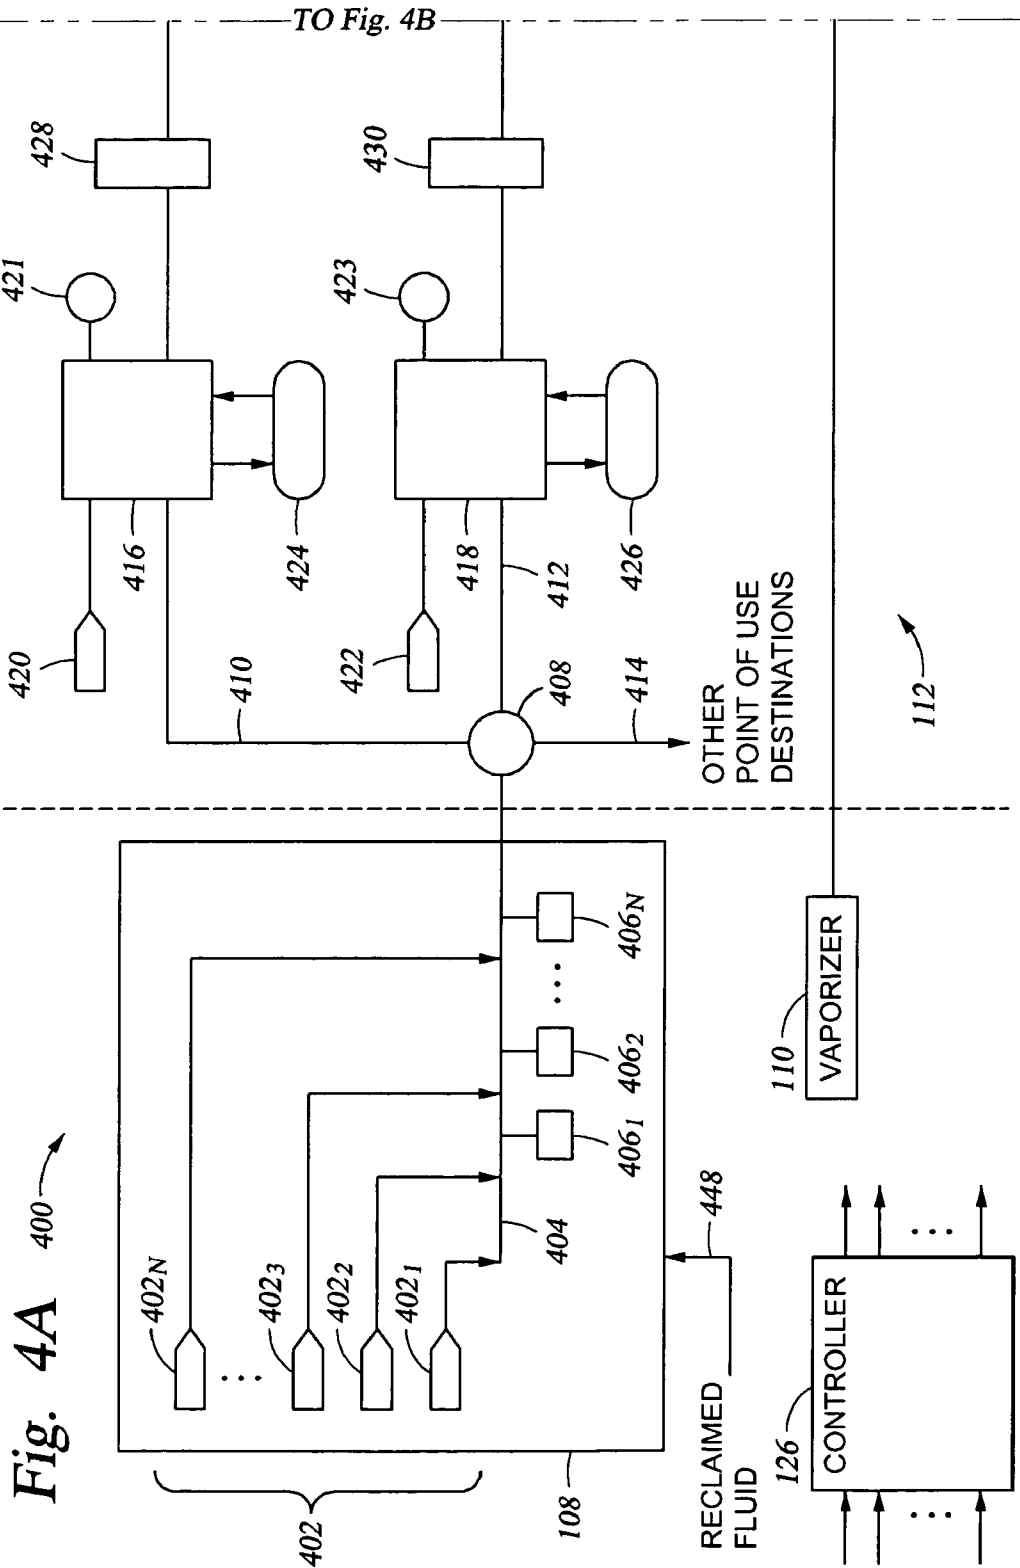 Fig. 4A
400
TO Fig. 4B
402
402N
4023
4022
4021
404
4061
4062
406N
108
RECLAIMED
FLUID
448
408
410
412
414
OTHER
POINT OF USE
DESTINATIONS
420
416
421
424
428
422
418
423
426
430
112
110
VAPORIZER
126
CONTROLLER